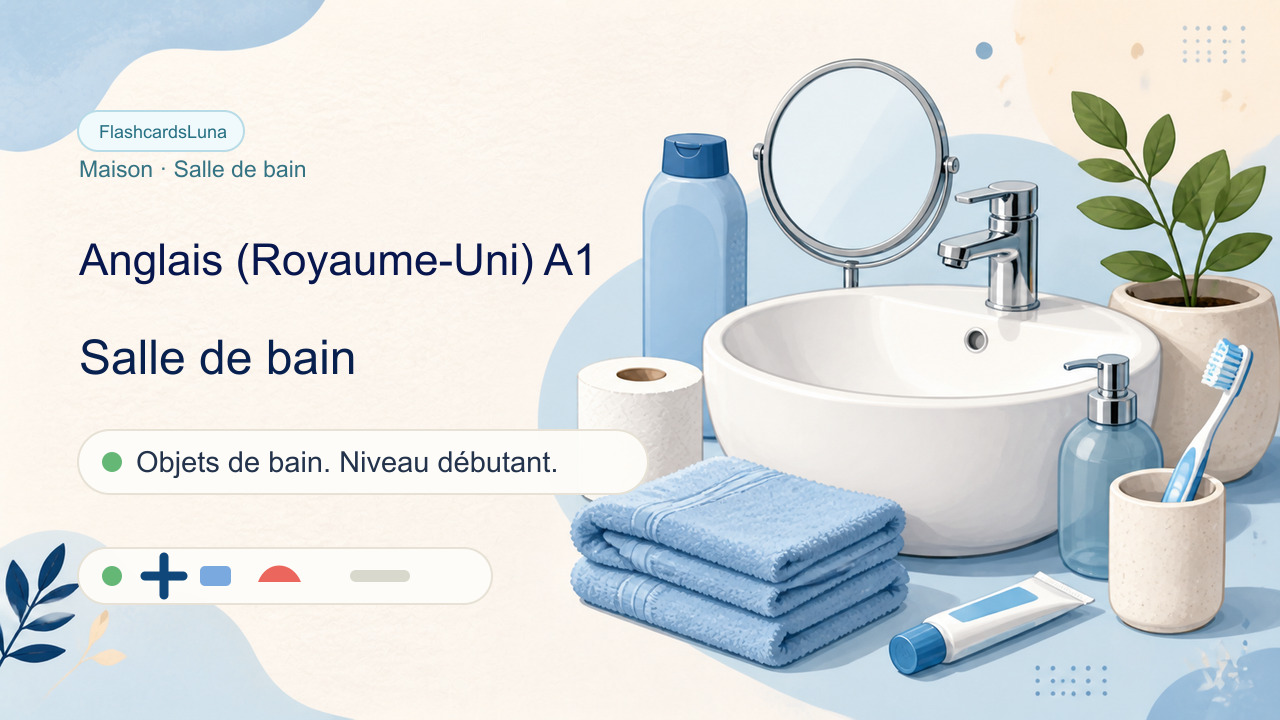 FlashcardsLuna
Maison · Salle de bain
Anglais (Royaume-Uni) A1
Salle de bain
Objets de bain. Niveau débutant.